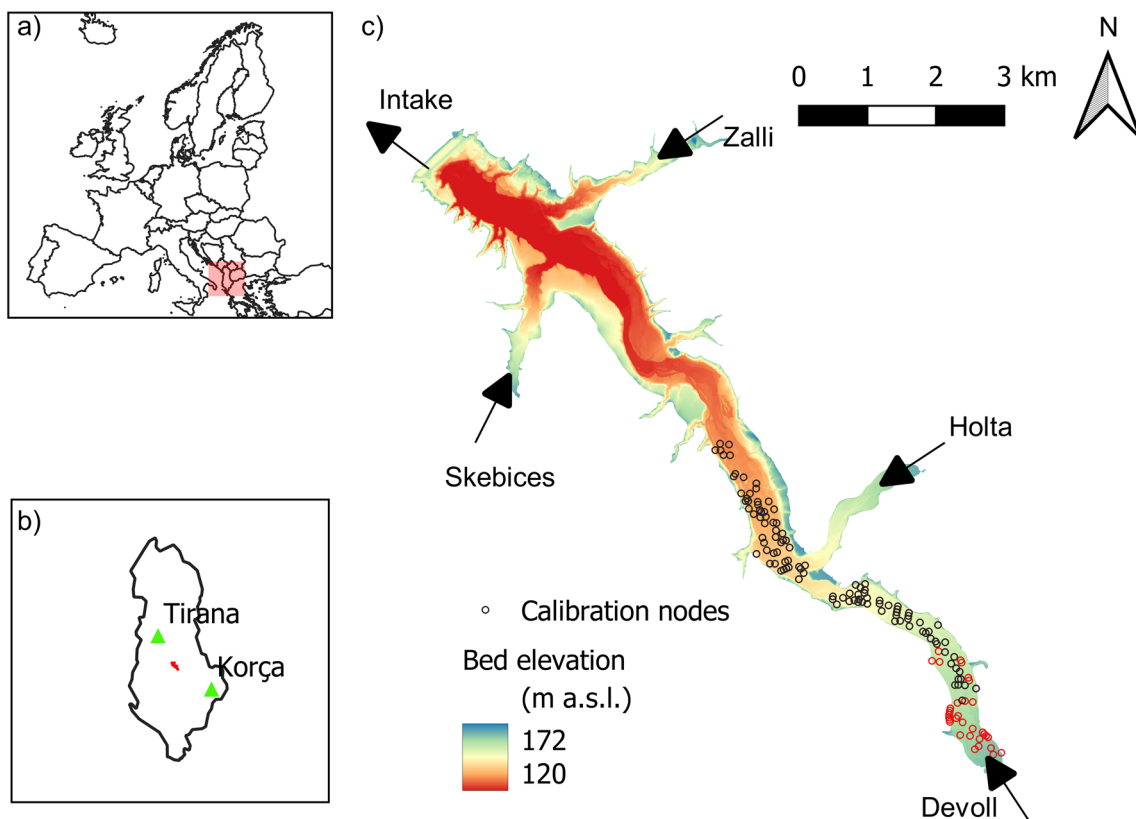 a)
c)
N
0 1 2 3 km
Intake
Zalli
Skebices
Holta
b)
Tirana
Korça
Calibration nodes
Bed elevation
(m a.s.l.)
172
120
Devoll